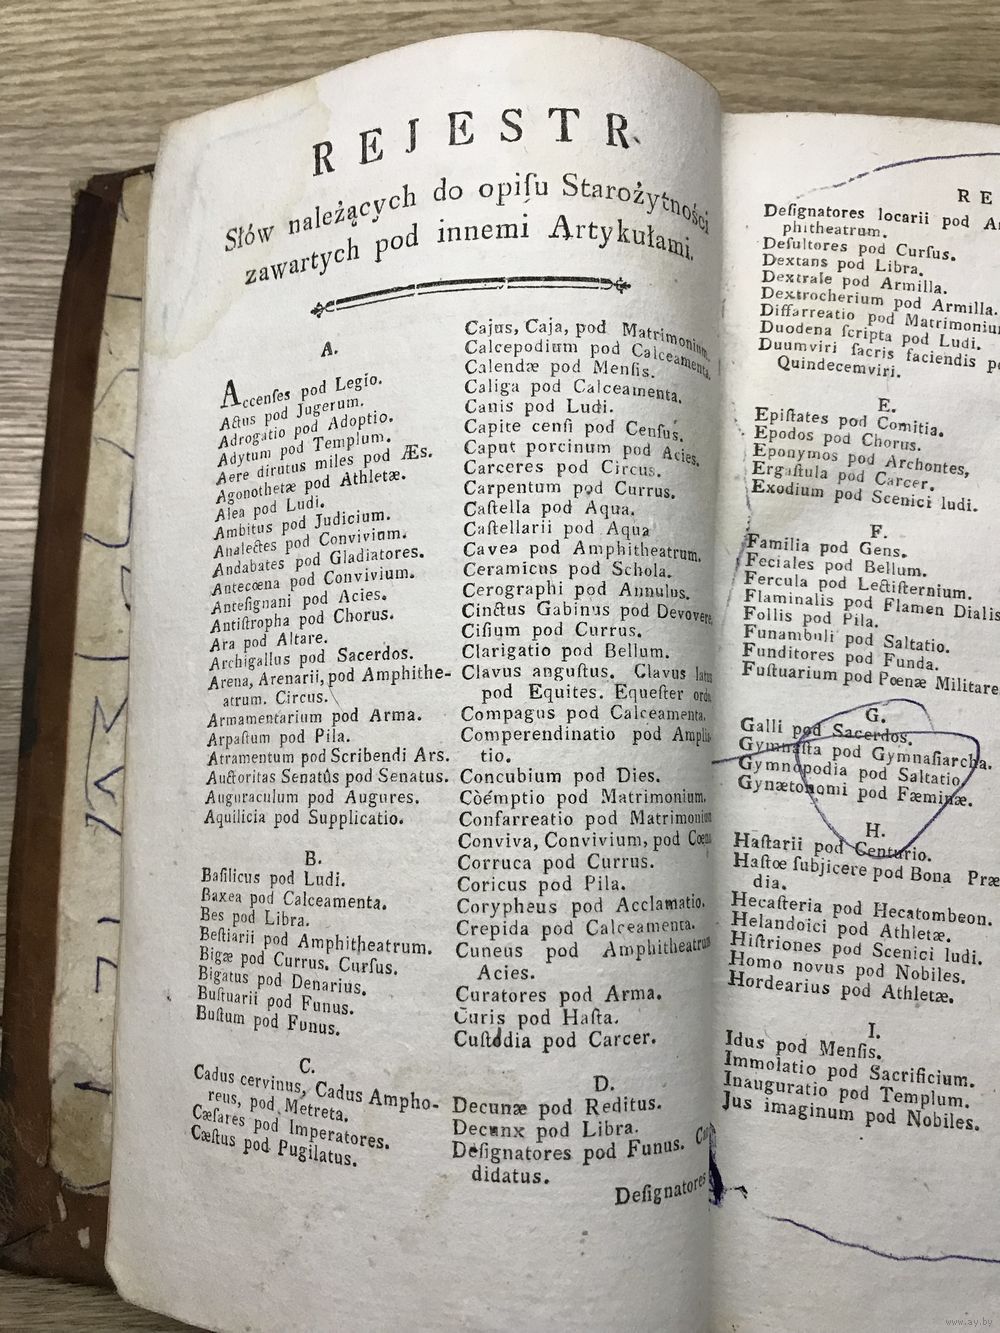 REJESTR
Słów należących do opiſu Starożytności
zawartych pod innemi Artykułami.
A.
Accenſes pod Legio.
Actus pod Jugerum.
Adrogatio pod Adoptio.
Adytum pod Templum.
Aere dirutus miles pod Æs.
Agonothetæ pod Athletæ.
Alea pod Ludi.
Ambitus pod Judicium.
Analectes pod Convivium.
Andabates pod Gladiatores.
Antecœna pod Convivium.
Anteſignani pod Acies.
Antiſtropha pod Chorus.
Ara pod Altare.
Archigallus pod Sacerdos.
Arena, Arenarii, pod Amphithe-
atrum. Circus.
Armamentarium pod Arma.
Arpaſtum pod Pila.
Atramentum pod Scribendi Ars.
Auctoritas Senatûs pod Senatus.
Auguraculum pod Augures.
Aquilicia pod Supplicatio.
B.
Baſilicus pod Ludi.
Baxea pod Calceamenta.
Bes pod Libra.
Beſtiarii pod Amphitheatrum.
Bigæ pod Currus. Curſus.
Bigatus pod Denarius.
Buſtuarii pod Funus.
Buſtum pod Funus.
C.
Cadus cervinus, Cadus Ampho-
reus, pod Metreta.
Cæſares pod Imperatores.
Cæſtus pod Pugilatus.
Cajus, Caja, pod Matrimonium.
Calcepodium pod Calceamenta.
Calendæ pod Menſis.
Caliga pod Calceamenta.
Canis pod Ludi.
Capite cenſi pod Cenſus.
Caput porcinum pod Acies.
Carceres pod Circus.
Carpentum pod Currus.
Caſtella pod Aqua.
Caſtellarii pod Aqua
Cavea pod Amphitheatrum.
Ceramicus pod Schola.
Cerographi pod Annulus.
Cinctus Gabinus pod Devovere.
Ciſium pod Currus.
Clarigatio pod Bellum.
Clavus anguſtus. Clavus latus
pod Equites. Equeſter ordo
Compagus pod Calceamenta.
Comperendinatio pod Amplia-
tio.
Concubium pod Dies.
Còémptio pod Matrimonium.
Confarreatio pod Matrimonium
Conviva, Convivium, pod Cœna
Corruca pod Currus.
Coricus pod Pila.
Corypheus pod Acclamatio.
Crepida pod Calceamenta.
Cuneus pod Amphitheatrum
Acies.
Curatores pod Arma.
Curis pod Haſta.
Cuſtodia pod Carcer.
D.
Decunæ pod Reditus.
Decunx pod Libra.
Deſignatores pod Funus.
didatus.
Deſignatores
RE
Deſignatores locarii pod Am
phitheatrum.
Deſultores pod Curſus.
Dextans pod Libra.
Dextrale pod Armilla.
Dextrocherium pod Armilla.
Diffarreatio pod Matrimonium
Duodena ſcripta pod Ludi.
Duumviri ſacris faciendis po
Quindecemviri.
E.
Epiſtates pod Comitia.
Epodos pod Chorus.
Eponymos pod Archontes,
Ergaſtula pod Carcer.
Exodium pod Scenici ludi.
F.
Familia pod Gens.
Feciales pod Bellum.
Fercula pod Lectiſternium.
Flaminalis pod Flamen Dialis
Follis pod Pila.
Funambuli pod Saltatio.
Funditores pod Funda.
Fuſtuarium pod Pœnæ Militare
G.
Galli pod Sacerdos.
Gymnaſta pod Gymnaſiarcha.
Gymnopodia pod Saltatio.
Gynætonomi pod Fæminæ.
H.
Haſtarii pod Centurio.
Haſtœ ſubjicere pod Bona Præ
dia.
Hecaſteria pod Hecatombeon.
Helandoici pod Athletæ.
Hiſtriones pod Scenici ludi.
Homo novus pod Nobiles.
Hordearius pod Athletæ.
I.
Idus pod Menſis.
Immolatio pod Sacrificium.
Inauguratio pod Templum.
Jus imaginum pod Nobiles.
www.ay.by